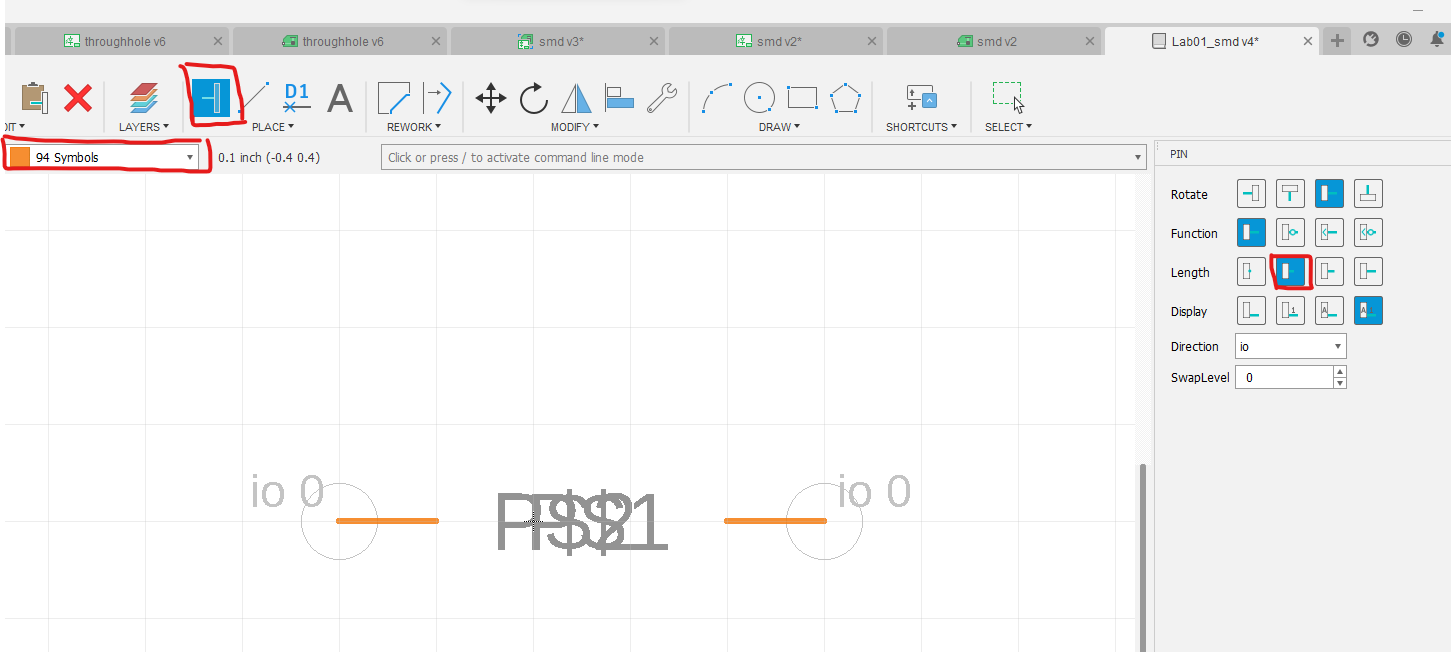 throughhole v6
throughhole v6
smd v3*
smd v2*
smd v2
Lab01_smd v4*
D1
A
LAYERS
PLACE
REWORK
MODIFY
DRAW
SHORTCUTS
SELECT
94 Symbols
0.1 inch (-0.4 0.4)
Click or press / to activate command line mode
PIN
Rotate
Function
Length
Display
1
A
A
Direction
io
SwapLevel
0
io 0
io 0